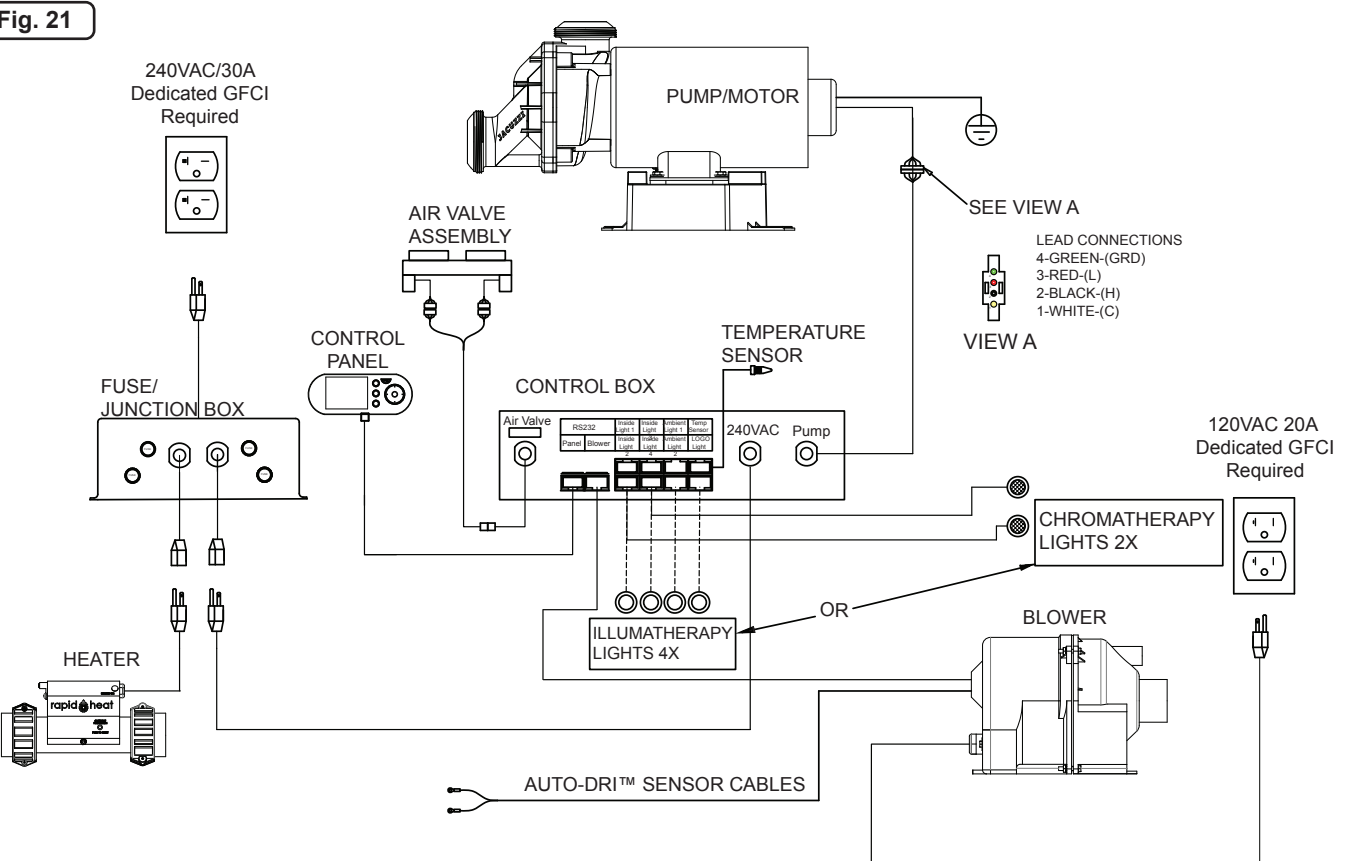 Fig. 21
240VAC/30A
Dedicated GFCI
Required
PUMP/MOTOR
JACUZZI
SEE VIEW A
LEAD CONNECTIONS
4-GREEN-(GRD)
3-RED-(L)
2-BLACK-(H)
1-WHITE-(C)
VIEW A
AIR VALVE
ASSEMBLY
CONTROL
PANEL
TEMPERATURE
SENSOR
FUSE/
JUNCTION BOX
CONTROL BOX
Air Valve
RS232
Panel
Blower
Inside
Light 1
Inside
Light
3
Ambient
Light 1
Temp
Sensor
Inside
Light
2
Inside
Light
4
Ambient
Light
2
LOGO
Light
240VAC
Pump
120VAC 20A
Dedicated GFCI
Required
CHROMATHERAPY
LIGHTS 2X
OR
ILLUMATHERAPY
LIGHTS 4X
BLOWER
HEATER
rapid heat
AUTO-DRI™ SENSOR CABLES